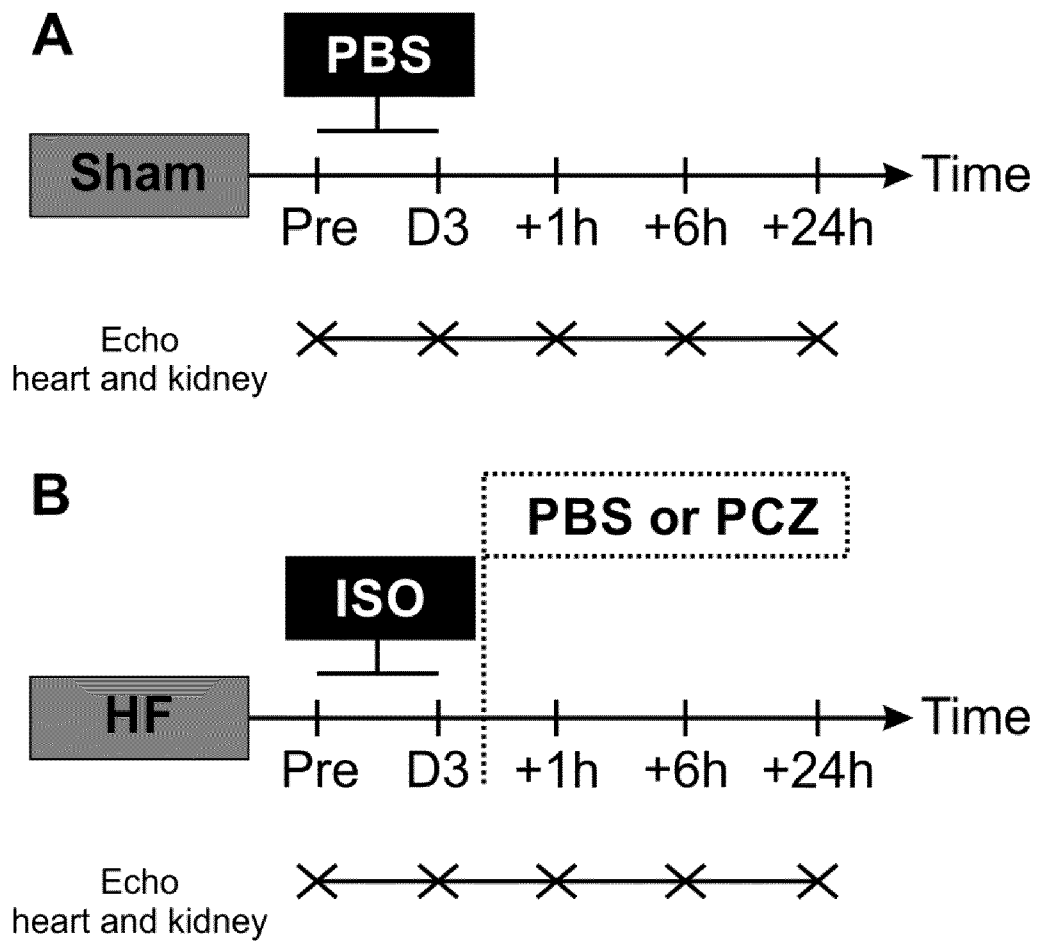 A
PBS
Sham
Time
Pre D3 +1h +6h +24h
Echo
heart and kidney
B
PBS or PCZ
ISO
HF
Time
Pre D3 +1h +6h +24h
Echo
heart and kidney